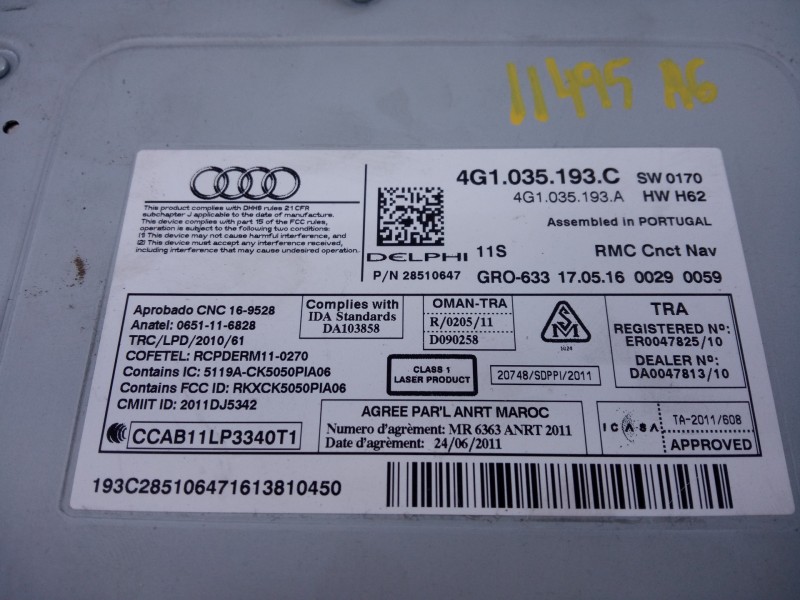 11495 A6
4G1.035.193.C SW 0170
4G1.035.193.A HW H62
Assembled in PORTUGAL
This product complies with DHHS rules 21 CFR
subchapter J applicable to the date of manufacture.
This device complies with part 15 of the FCC rules,
operation is subject to the following two conditions:
(1) This device may not cause harmful interference, and
(2) This device must accept any interference received,
including interference that may cause undesired operation.
DELPHI 11S RMC Cnct Nav
P/N 28510647 GRO-633 17.05.16 0029 0059
Aprobado CNC 16-9528
Anatel: 0651-11-6828
TRC/LPD/2010/61
COFETEL: RCPDERM11-0270
Contains IC: 5119A-CK5050PIA06
Contains FCC ID: RKXCK5050PIA06
CMIIT ID: 2011DJ5342
CCAB11LP3340T1
Complies with
IDA Standards
DA103858
OMAN-TRA
R/0205/11
D090258
CLASS 1
LASER PRODUCT
20748/SDPPI/2011
TRA
REGISTERED Nº:
ER0047825/10
DEALER Nº:
DA0047813/10
AGREE PAR'L ANRT MAROC
Numero d'agrèment: MR 6363 ANRT 2011
Date d'agrèment: 24/06/2011
ICASA
TA-2011/608
APPROVED
193C285106471613810450